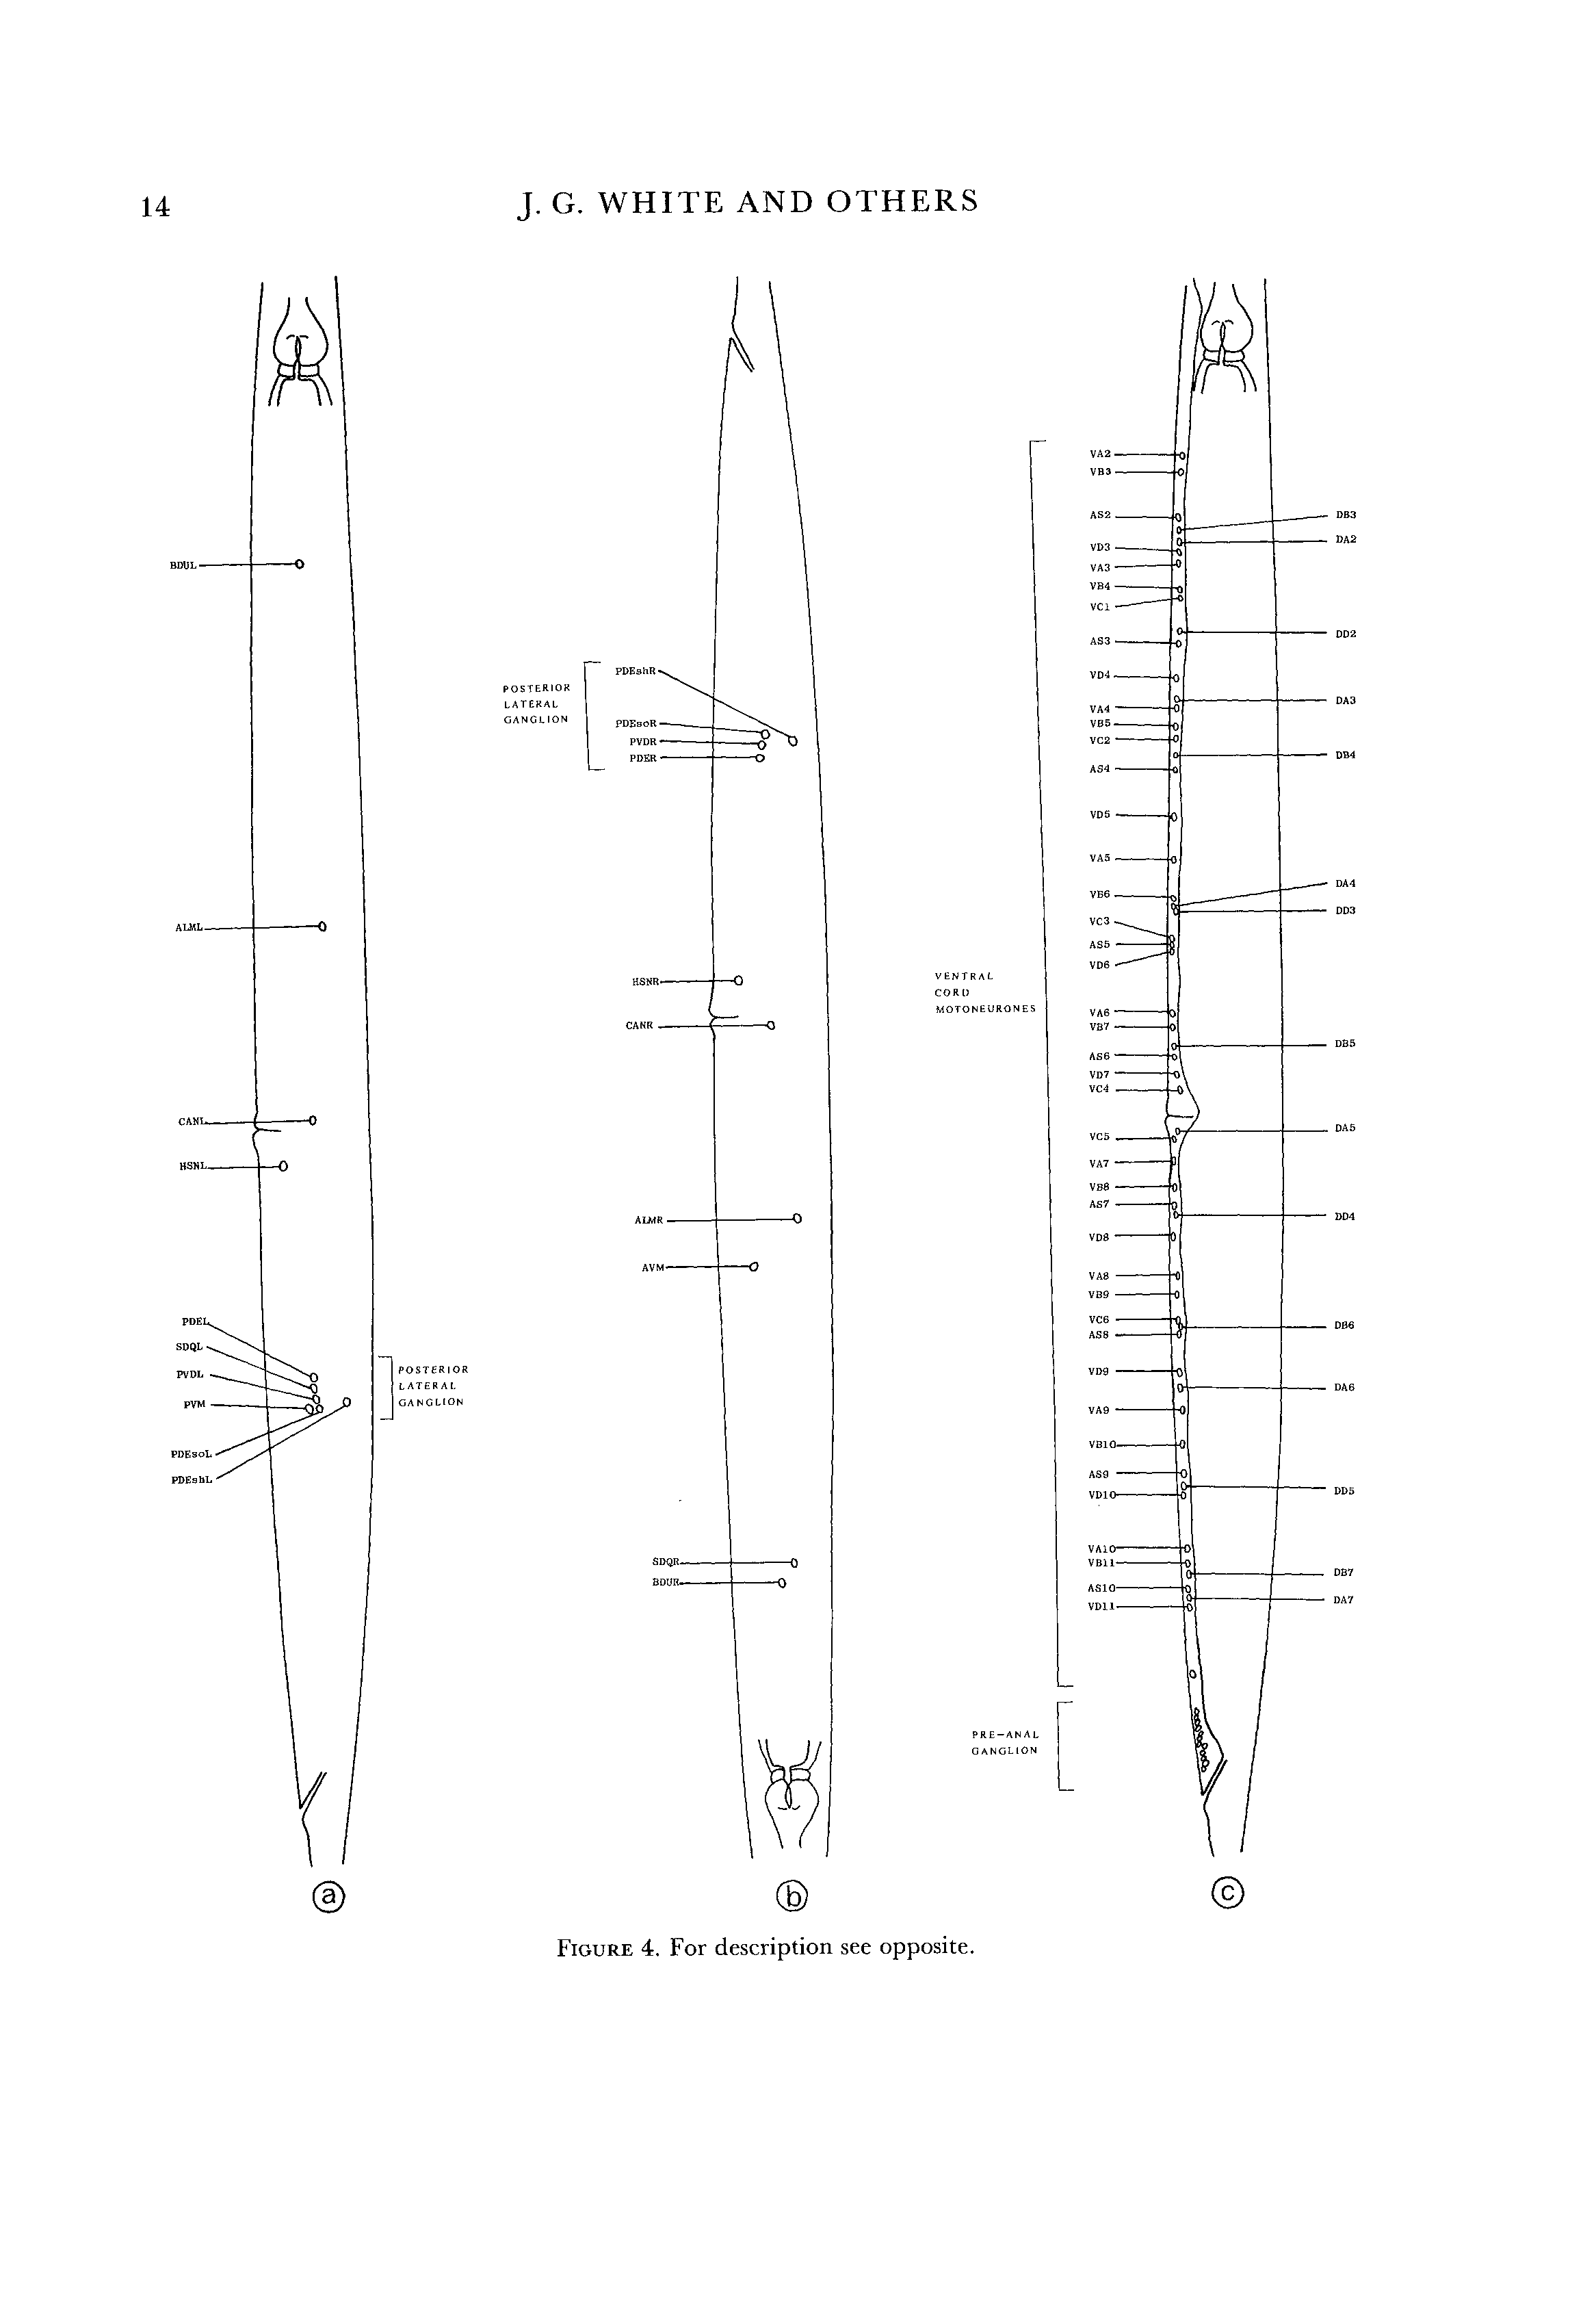 14
J. G. WHITE AND OTHERS
BDUL
ALML
CANL
HSNL
PDEL
SDQL
PVDL
PVM
PDEsoL
PDEshL
POSTERIOR
LATERAL
GANGLION
a
POSTERIOR
LATERAL
GANGLION
PDEshR
PDEsoR
PVDR
PDER
HSNR
CANR
ALMR
AVM
SDQR
BDUR
b
VENTRAL
CORD
MOTONEURONES
PRE-ANAL
GANGLION
VA2
VB3
AS2
VD3
VA3
VB4
VC1
AS3
VD4
VA4
VB5
VC2
AS4
VD5
VA5
VB6
VC3
AS5
VD6
VA6
VB7
AS6
VD7
VC4
VC5
VA7
VB8
AS7
VD8
VA8
VB9
VC6
AS8
VD9
VA9
VB10
AS9
VD10
VA10
VB11
AS10
VD11
DB3
DA2
DD2
DA3
DB4
DA4
DD3
DB5
DA5
DD4
DB6
DA6
DD5
DB7
DA7
c
FIGURE 4. For description see opposite.